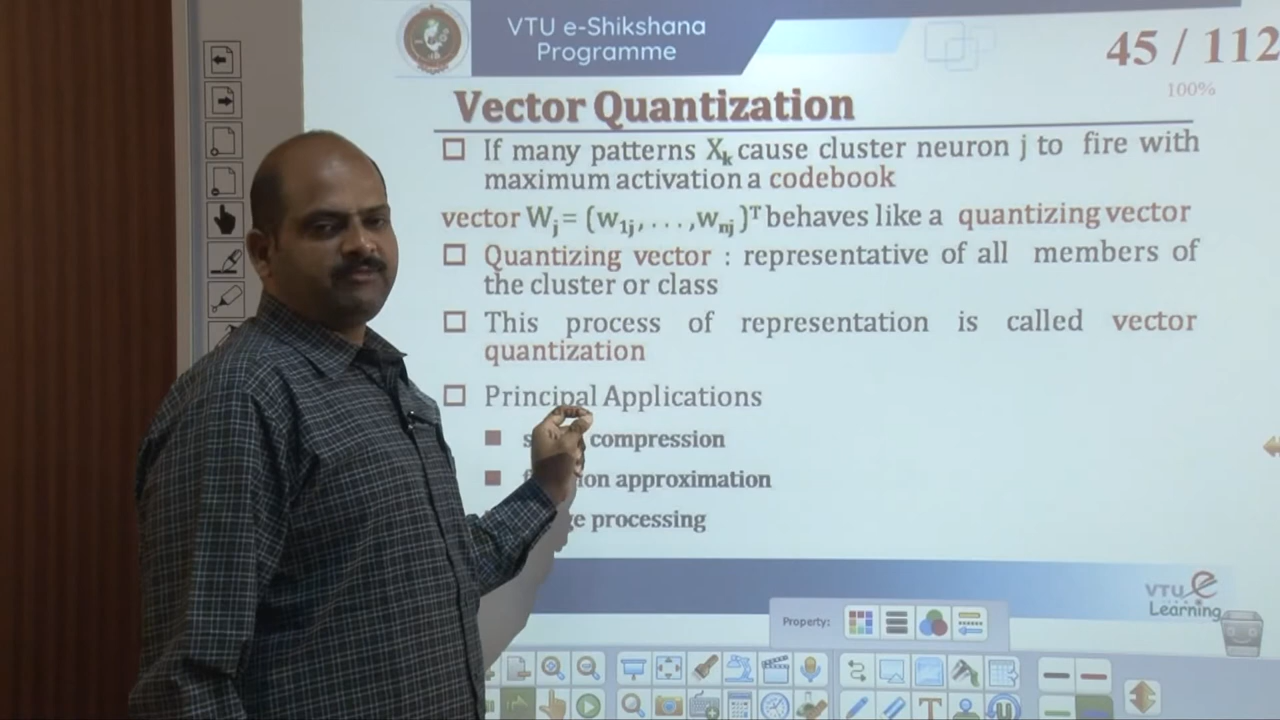 VTU e-Shikshana
Programme
45 / 112
100%
Vector Quantization
If many patterns Xk cause cluster neuron j to fire with
maximum activation a codebook
vector Wj = (w1j, . . . ,wnj )T behaves like a quantizing vector
Quantizing vector : representative of all members of
the cluster or class
This process of representation is called vector
quantization
Principal Applications
compression
approximation
processing
VTU e
Learning
Property: